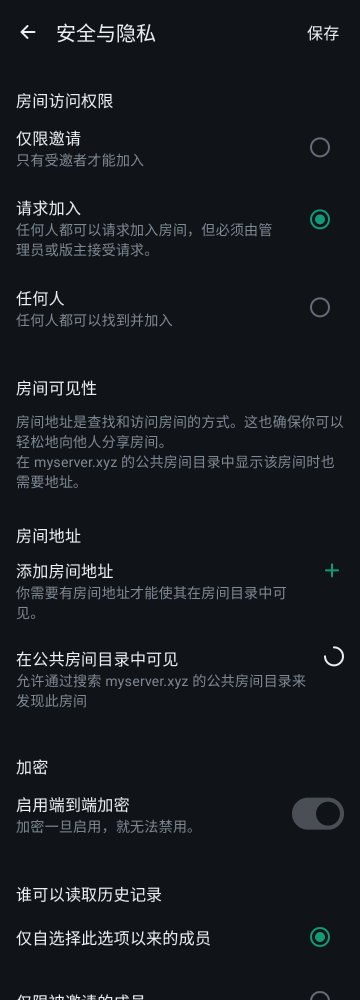 安全与隐私
保存
房间访问权限
仅限邀请
只有受邀者才能加入
请求加入
任何人都可以请求加入房间，但必须由管
理员或版主接受请求。
任何人
任何人都可以找到并加入
房间可见性
房间地址是查找和访问房间的方式。这也确保你可以
轻松地向他人分享房间。
在 myserver.xyz 的公共房间目录中显示该房间时也
需要地址。
房间地址
添加房间地址
你需要有房间地址才能使其在房间目录中可
见。
在公共房间目录中可见
允许通过搜索 myserver.xyz 的公共房间目录来
发现此房间
加密
启用端到端加密
加密一旦启用，就无法禁用。
谁可以读取历史记录
仅自选择此选项以来的成员
仅限被邀请的成员